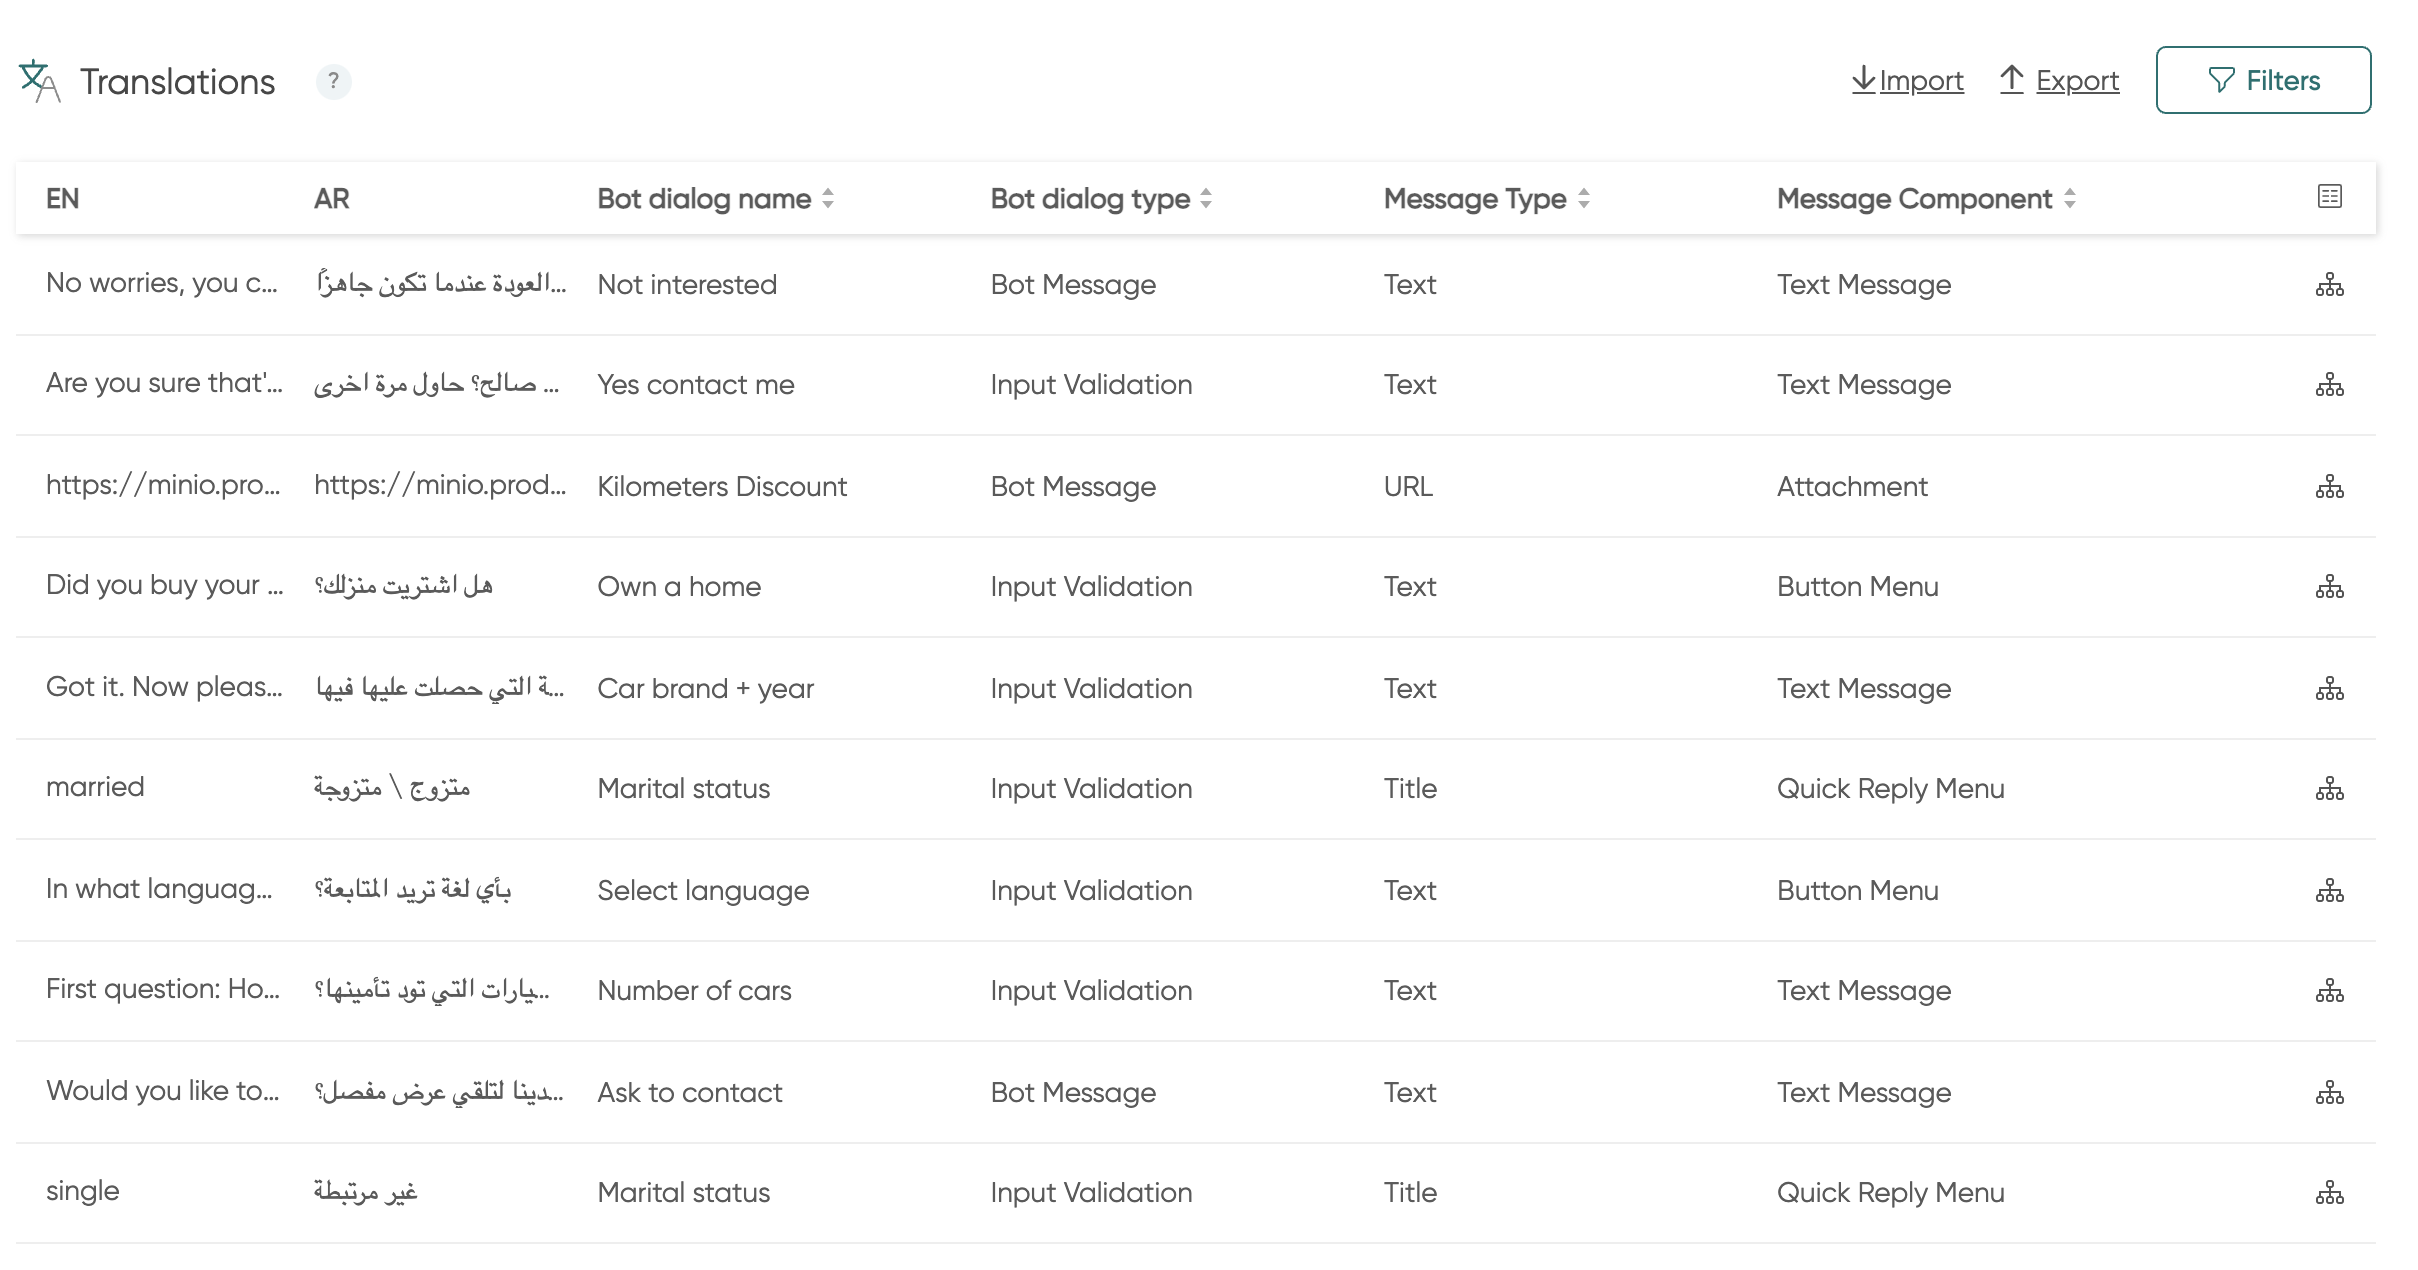 Translations ? Import Export Filters
EN AR Bot dialog name Bot dialog type Message Type Message Component
No worries, you c... العودة عندما تكون جاهزًا... Not interested Bot Message Text Text Message
Are you sure that'... صالح؟ حاول مرة اخرى ... Yes contact me Input Validation Text Text Message
https://minio.pro... https://minio.prod... Kilometers Discount Bot Message URL Attachment
Did you buy your ... هل اشتريت منزلك؟ Own a home Input Validation Text Button Menu
Got it. Now pleas... ...ة التي حصلت عليها فيها Car brand + year Input Validation Text Text Message
married متزوج \ متزوجة Marital status Input Validation Title Quick Reply Menu
In what languag... بأي لغة تريد المتابعة؟ Select language Input Validation Text Button Menu
First question: Ho... ...يارات التي تود تأمينها؟ Number of cars Input Validation Text Text Message
Would you like to... ...دينا لتلقي عرض مفصل؟ Ask to contact Bot Message Text Text Message
single غير مرتبطة Marital status Input Validation Title Quick Reply Menu